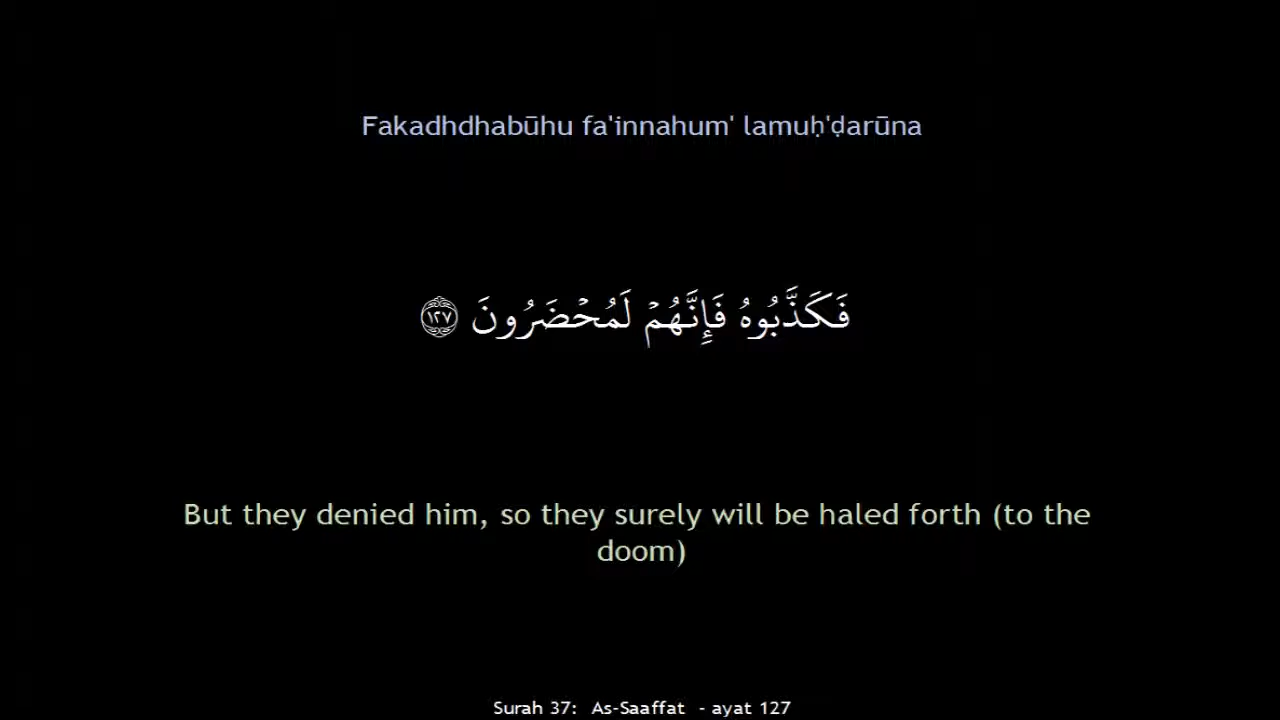 Fakadhdhabūhu fa'innahum' lamuḥ'ḍarūna
فَكَذَّبُوهُ فَإِنَّهُمْ لَمُحْضَرُونَ ١٢٧
But they denied him, so they surely will be haled forth (to the
doom)
Surah 37: As-Saaffat - ayat 127